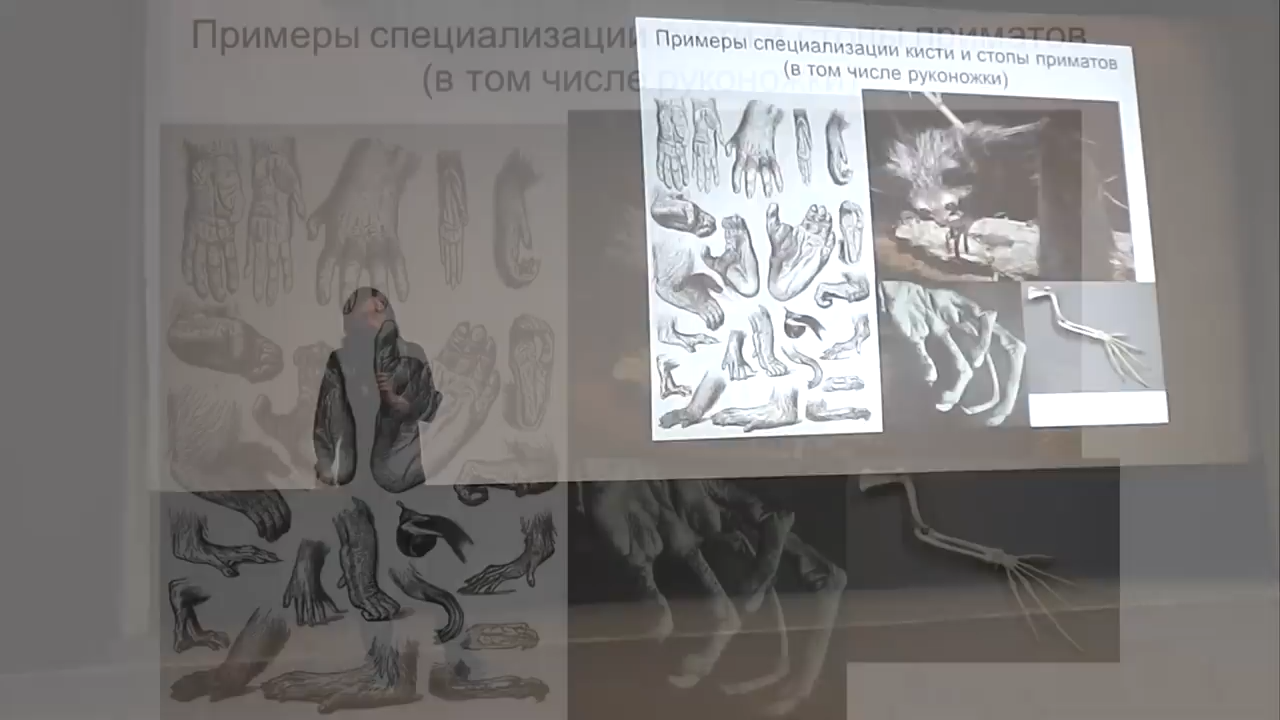 Примеры специализации кисти и стопы приматов
(в том числе руконожки)
Примеры специализации кисти и стопы приматов
(в том числе руконожки)